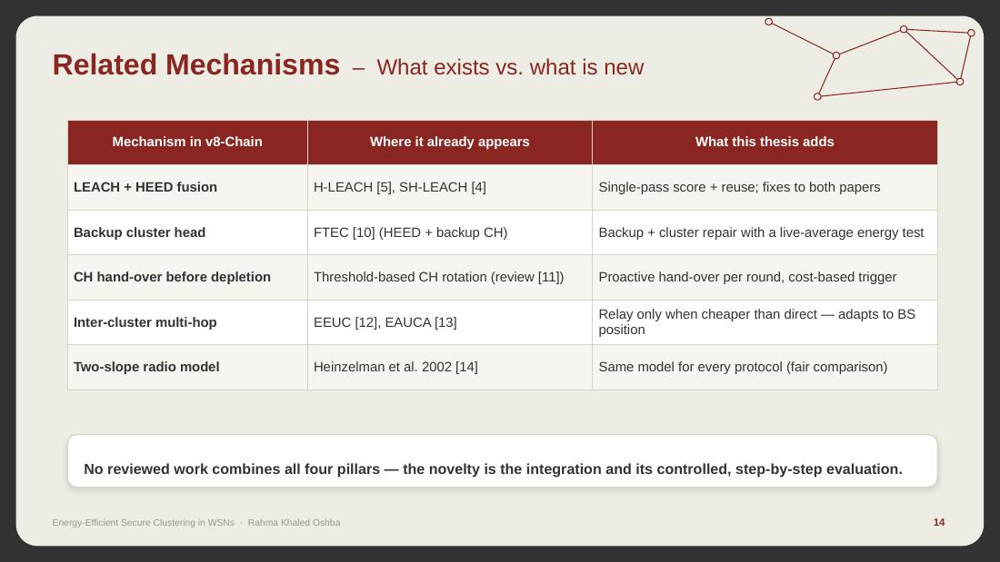 Related Mechanisms – What exists vs. what is new
Mechanism in v8-Chain Where it already appears What this thesis adds
LEACH + HEED fusion H-LEACH [5], SH-LEACH [4] Single-pass score + reuse; fixes to both papers
Backup cluster head FTEC [10] (HEED + backup CH) Backup + cluster repair with a live-average energy test
CH hand-over before depletion Threshold-based CH rotation (review [11]) Proactive hand-over per round, cost-based trigger
Inter-cluster multi-hop EEUC [12], EAUCA [13] Relay only when cheaper than direct — adapts to BS
position
Two-slope radio model Heinzelman et al. 2002 [14] Same model for every protocol (fair comparison)
No reviewed work combines all four pillars — the novelty is the integration and its controlled, step-by-step evaluation.
Energy-Efficient Secure Clustering in WSNs · Rahma Khaled Oshba 14